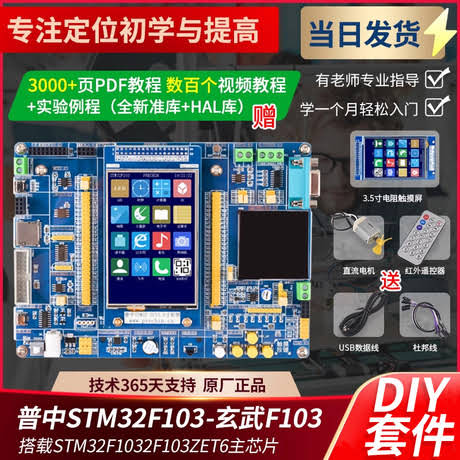 专注定位初学与提高
当日发货
3000+页PDF教程 数百个视频教程
+实验例程（全新准库+HAL库）
赠
有老师专业指导
学一个月轻松入门
3.5寸电阻触摸屏
直流电机
红外遥控器
送
USB数据线
杜邦线
技术365天支持 原厂正品
普中STM32F103-玄武F103
搭载STM32F1032F103ZET6主芯片
DIY
套件